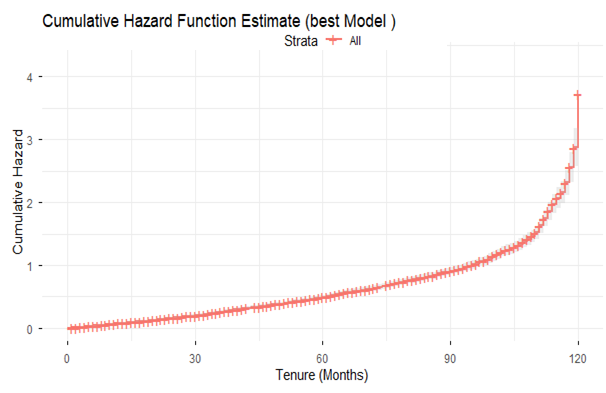 Cumulative Hazard Function Estimate (best Model )
Strata All
4
3
2
1
0
Cumulative Hazard
0 30 60 90 120
Tenure (Months)